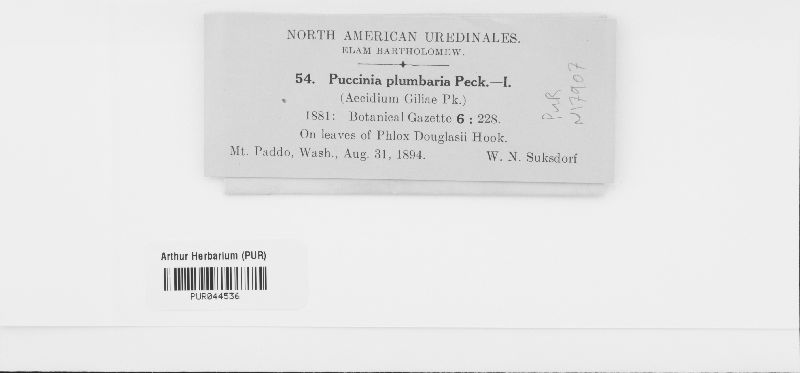 NORTH AMERICAN UREDINALES.
ELAM BARTHOLOMEW.
54. Puccinia plumbaria Peck.—I.
(Aecidium Giliae Pk.)
1881: Botanical Gazette 6 : 228.
On leaves of Phlox Douglasii Hook.
Mt. Paddo, Wash., Aug. 31, 1894. W. N. Suksdorf
PUR
N17907
Arthur Herbarium (PUR)
PUR044536